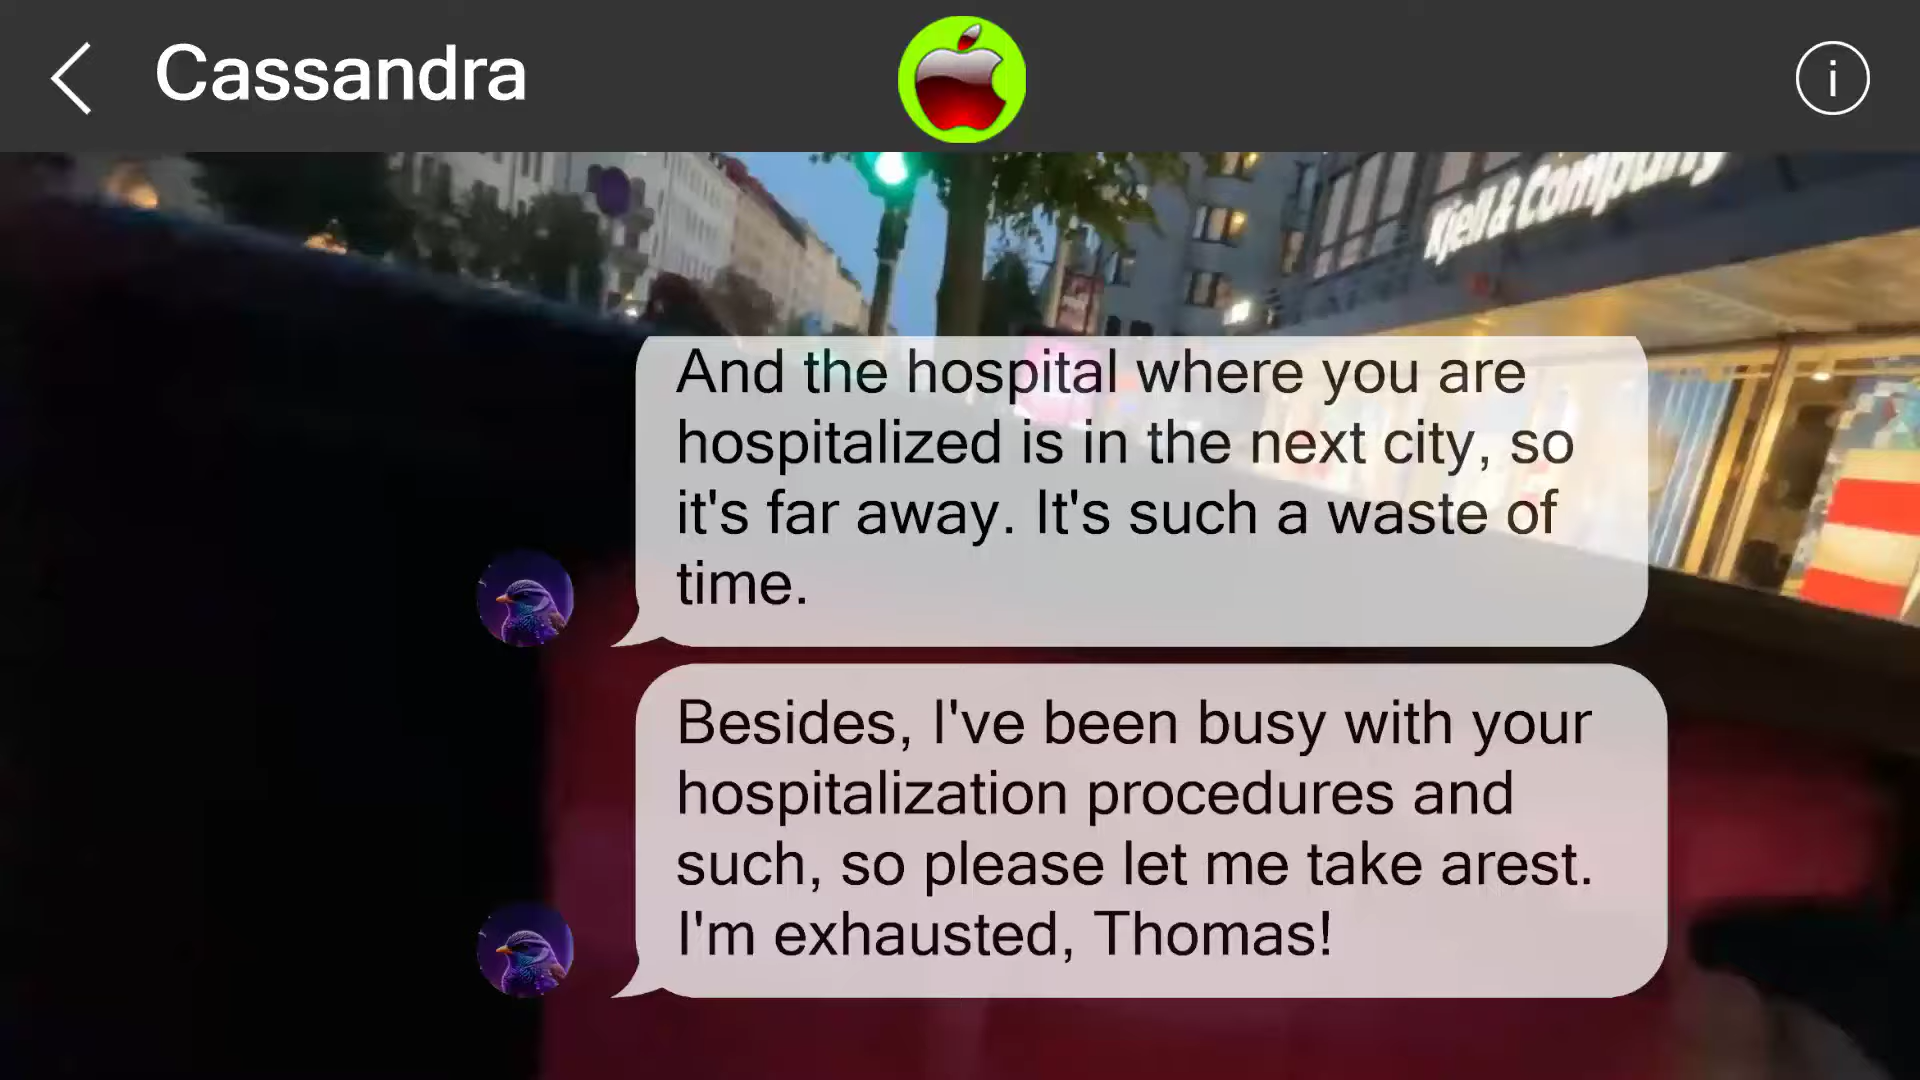 Cassandra
i
Kjell & Company
And the hospital where you are
hospitalized is in the next city, so
it's far away. It's such a waste of
time.
Besides, I've been busy with your
hospitalization procedures and
such, so please let me take arest.
I'm exhausted, Thomas!